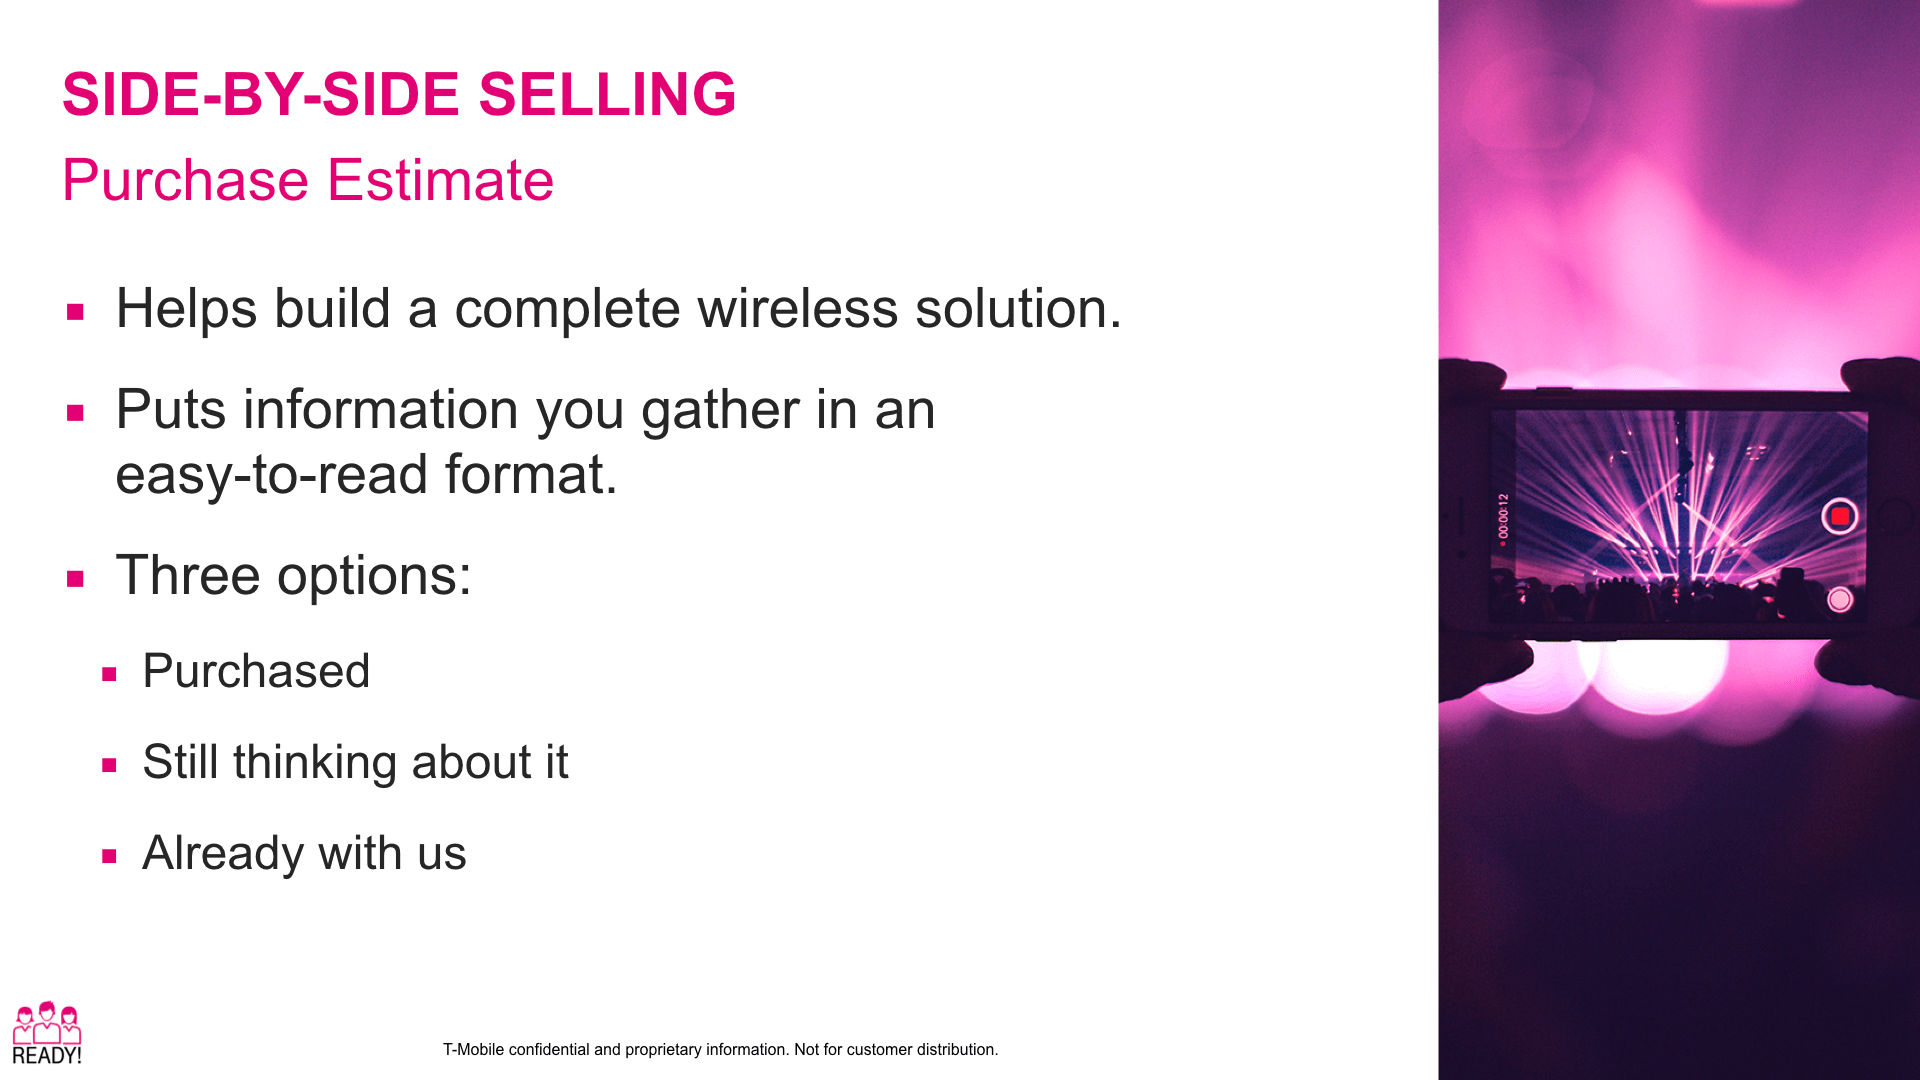 SIDE-BY-SIDE SELLING
Purchase Estimate
Helps build a complete wireless solution.
Puts information you gather in an
easy-to-read format.
Three options:
Purchased
Still thinking about it
Already with us
00:00:12
READY!
T-Mobile confidential and proprietary information. Not for customer distribution.